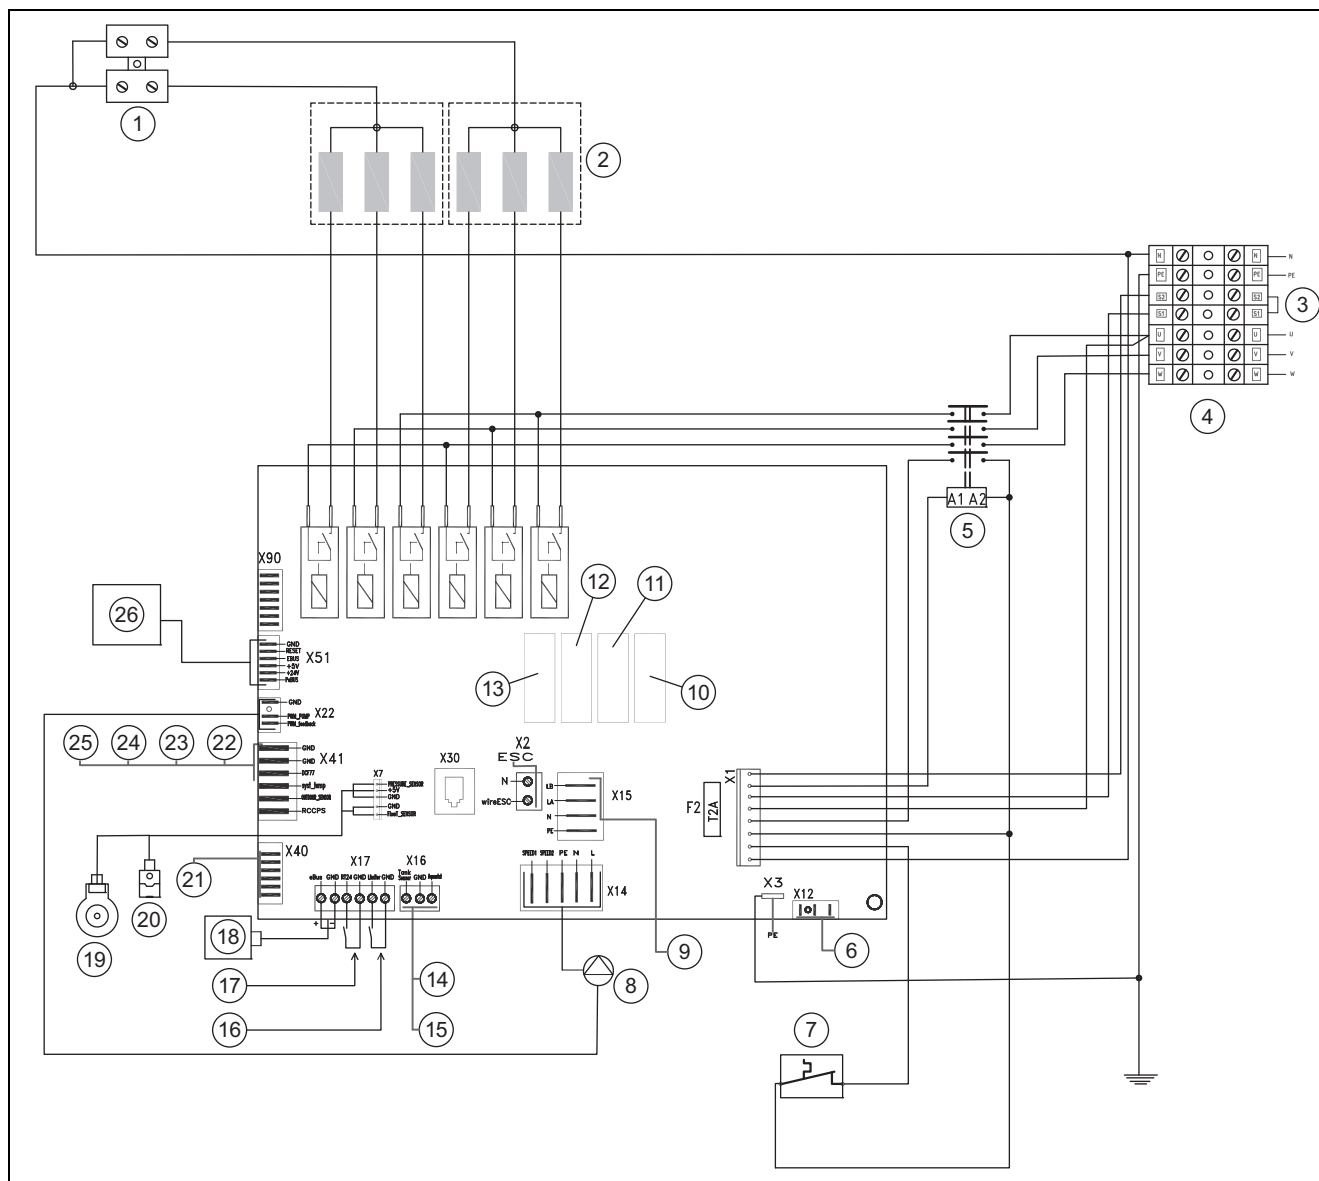 1
2
N N N
PE PE PE
S2 S2
3
S1 S1
U U U
V V V
W W W
4
A1 A2
5
X90
12
11
26
GND
RESET
EBUS
+5V
+24V
PeBUS
X51
13
10
GND
PWM_PUMP
PWM_feedback
X22
25
24
23
22
GND
GND
DCF77
syst_temp
OUTDOOR_SENSOR
RCCPS
X41
X7
PRESSURE_SENSOR
+5V
GND
GND
FlowT_SENSOR
X30
X2
ESC
N
wireESC
LB
LA
N
PE
X15
X1
F2
T2A
X40
21
X17
eBus GND RT24 GND Limiter GND
+ -
X16
Tank Sensor GND
SPEED1 SPEED2 PE N L
X14
X3
PE
X12
20
19
18
9
6
17
14
8
16
15
7